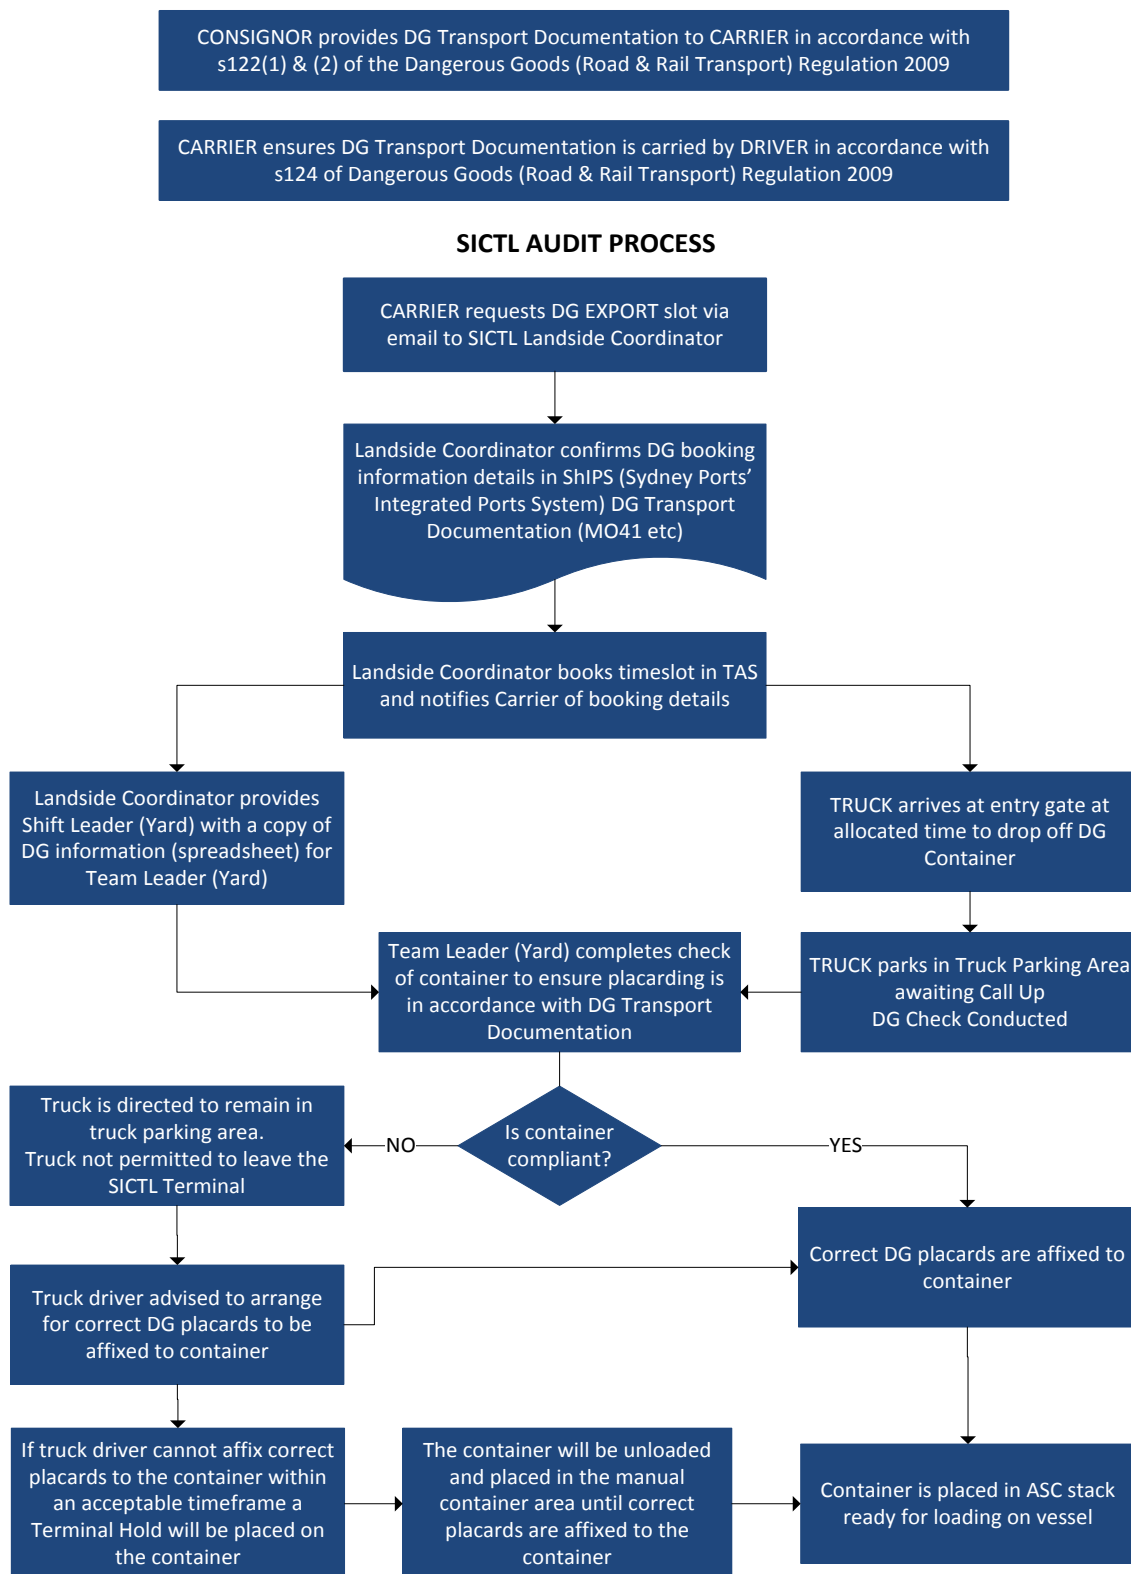 CONSIGNOR provides DG Transport Documentation to CARRIER in accordance with
s122(1) & (2) of the Dangerous Goods (Road & Rail Transport) Regulation 2009
CARRIER ensures DG Transport Documentation is carried by DRIVER in accordance with
s124 of Dangerous Goods (Road & Rail Transport) Regulation 2009
SICTL AUDIT PROCESS
CARRIER requests DG EXPORT slot via
email to SICTL Landside Coordinator
Landside Coordinator confirms DG booking
information details in ShIPS (Sydney Ports’
Integrated Ports System) DG Transport
Documentation (MO41 etc)
Landside Coordinator books timeslot in TAS
and notifies Carrier of booking details
Landside Coordinator provides
Shift Leader (Yard) with a copy of
DG information (spreadsheet) for
Team Leader (Yard)
TRUCK arrives at entry gate at
allocated time to drop off DG
Container
Team Leader (Yard) completes check
of container to ensure placarding is
in accordance with DG Transport
Documentation
TRUCK parks in Truck Parking Area
awaiting Call Up
DG Check Conducted
Truck is directed to remain in
truck parking area.
Truck not permitted to leave the
SICTL Terminal
NO
Is container
compliant?
YES
Correct DG placards are affixed to
container
Truck driver advised to arrange
for correct DG placards to be
affixed to container
If truck driver cannot affix correct
placards to the container within
an acceptable timeframe a
Terminal Hold will be placed on
the container
The container will be unloaded
and placed in the manual
container area until correct
placards are affixed to the
container
Container is placed in ASC stack
ready for loading on vessel